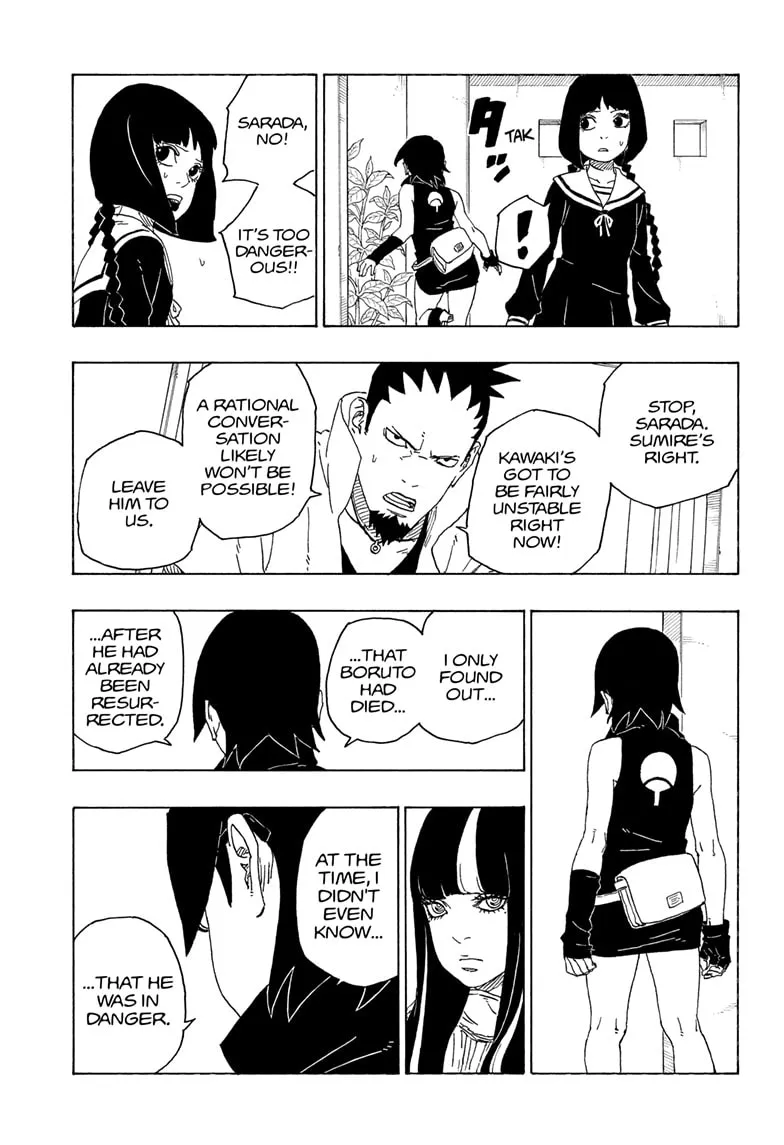 タッ
TAK
!
SARADA,
NO!
IT'S TOO
DANGER-
OUS!!
STOP,
SARADA.
SUMIRE'S
RIGHT.
KAWAKI'S
GOT TO
BE FAIRLY
UNSTABLE
RIGHT
NOW!
A RATIONAL
CONVER-
SATION
LIKELY
WON'T BE
POSSIBLE!
LEAVE
HIM TO
US.
I ONLY
FOUND
OUT...
...THAT
BORUTO
HAD
DIED...
...AFTER
HE HAD
ALREADY
BEEN
RESUR-
RECTED.
AT THE
TIME, I
DIDN'T
EVEN
KNOW...
...THAT HE
WAS IN
DANGER.